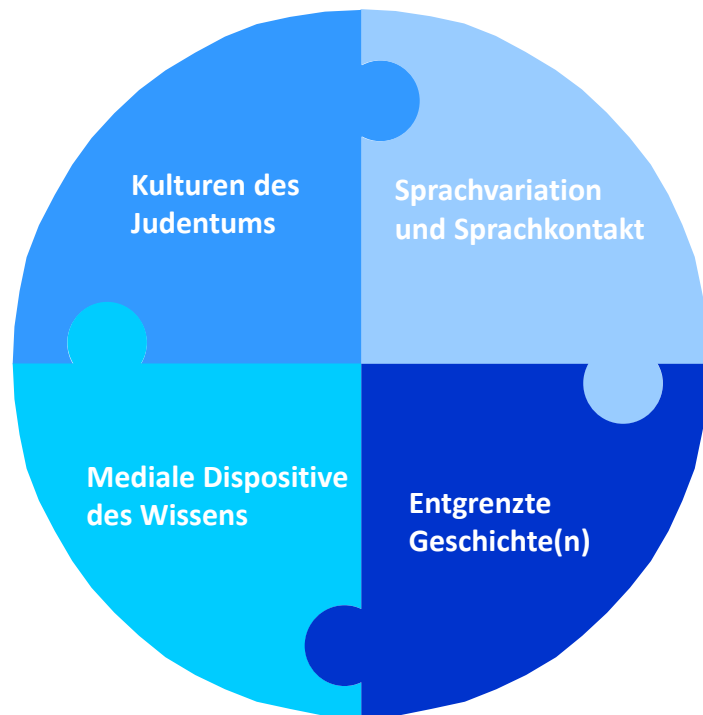 Kulturen des
Judentums
Sprachvariation
und Sprachkontakt
Mediale Dispositive
des Wissens
Entgrenzte
Geschichte(n)